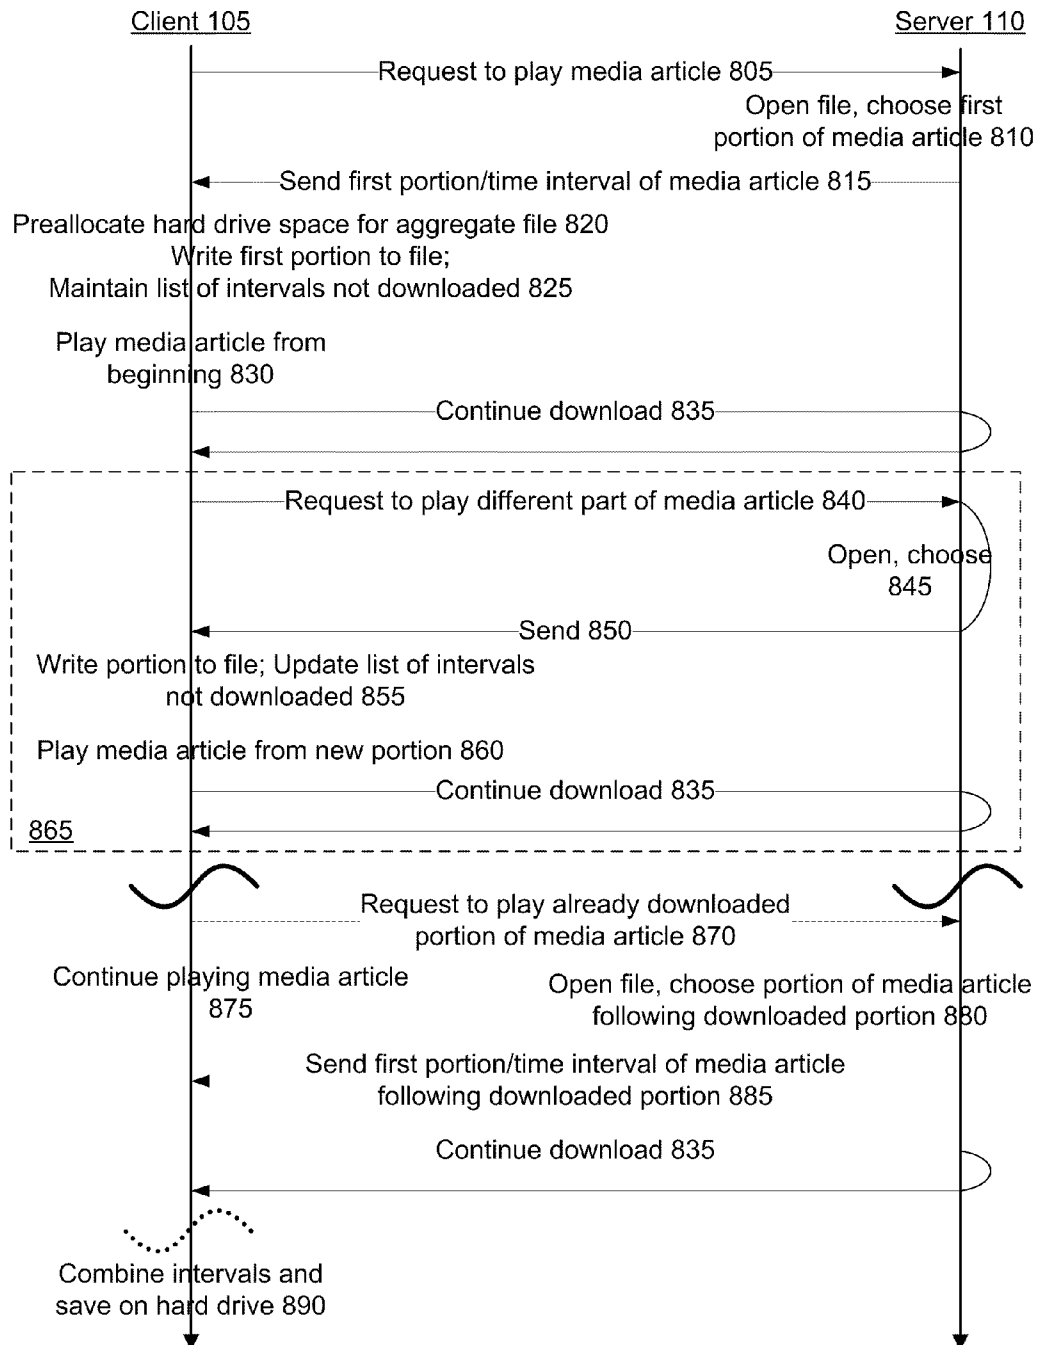 Client 105
Server 110
Request to play media article 805
Open file, choose first
portion of media article 810
Send first portion/time interval of media article 815
Preallocate hard drive space for aggregate file 820
Write first portion to file;
Maintain list of intervals not downloaded 825
Play media article from
beginning 830
Continue download 835
Request to play different part of media article 840
Open, choose
845
Send 850
Write portion to file; Update list of intervals
not downloaded 855
Play media article from new portion 860
Continue download 835
865
Request to play already downloaded
portion of media article 870
Continue playing media article
875
Open file, choose portion of media article
following downloaded portion 880
Send first portion/time interval of media article
following downloaded portion 885
Continue download 835
Combine intervals and
save on hard drive 890